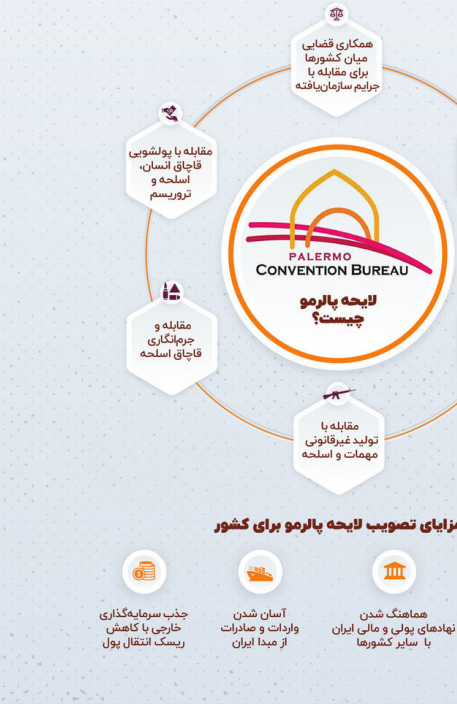 همکاری قضایی
میان کشورها
برای مقابله با
جرایم سازمان‌یافته
مقابله با پولشویی
قاچاق انسان،
اسلحه و
تروریسم
PALERMO
CONVENTION BUREAU
لایحه پالرمو
چیست؟
مقابله و
جرم‌انگاری
قاچاق اسلحه
مقابله با
تولید غیرقانونی
مهمات و اسلحه
مزایای تصویب لایحه پالرمو برای کشور
هماهنگ شدن
نهادهای پولی و مالی ایران
با سایر کشورها
آسان شدن
واردات و صادرات
از مبدا ایران
جذب سرمایه‌گذاری
خارجی با کاهش
ریسک انتقال پول